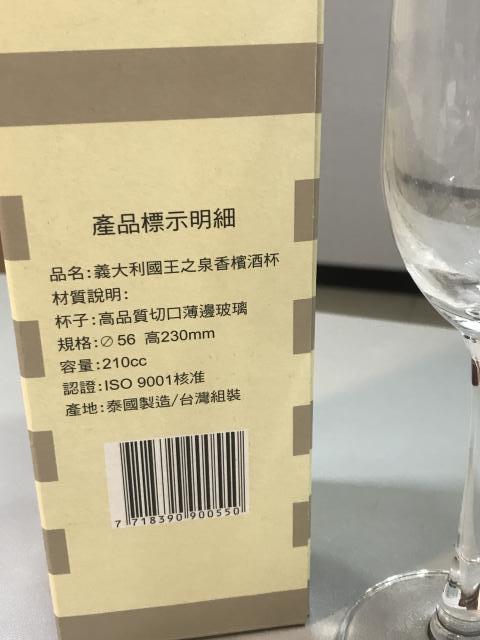 產品標示明細
品名:義大利國王之泉香檳酒杯
材質說明:
杯子:高品質切口薄邊玻璃
規格:∅ 56 高230mm
容量:210cc
認證:ISO 9001核准
產地:泰國製造/台灣組裝
7 718390 900550